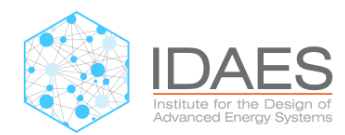 IDAES
Institute for the Design of
Advanced Energy Systems